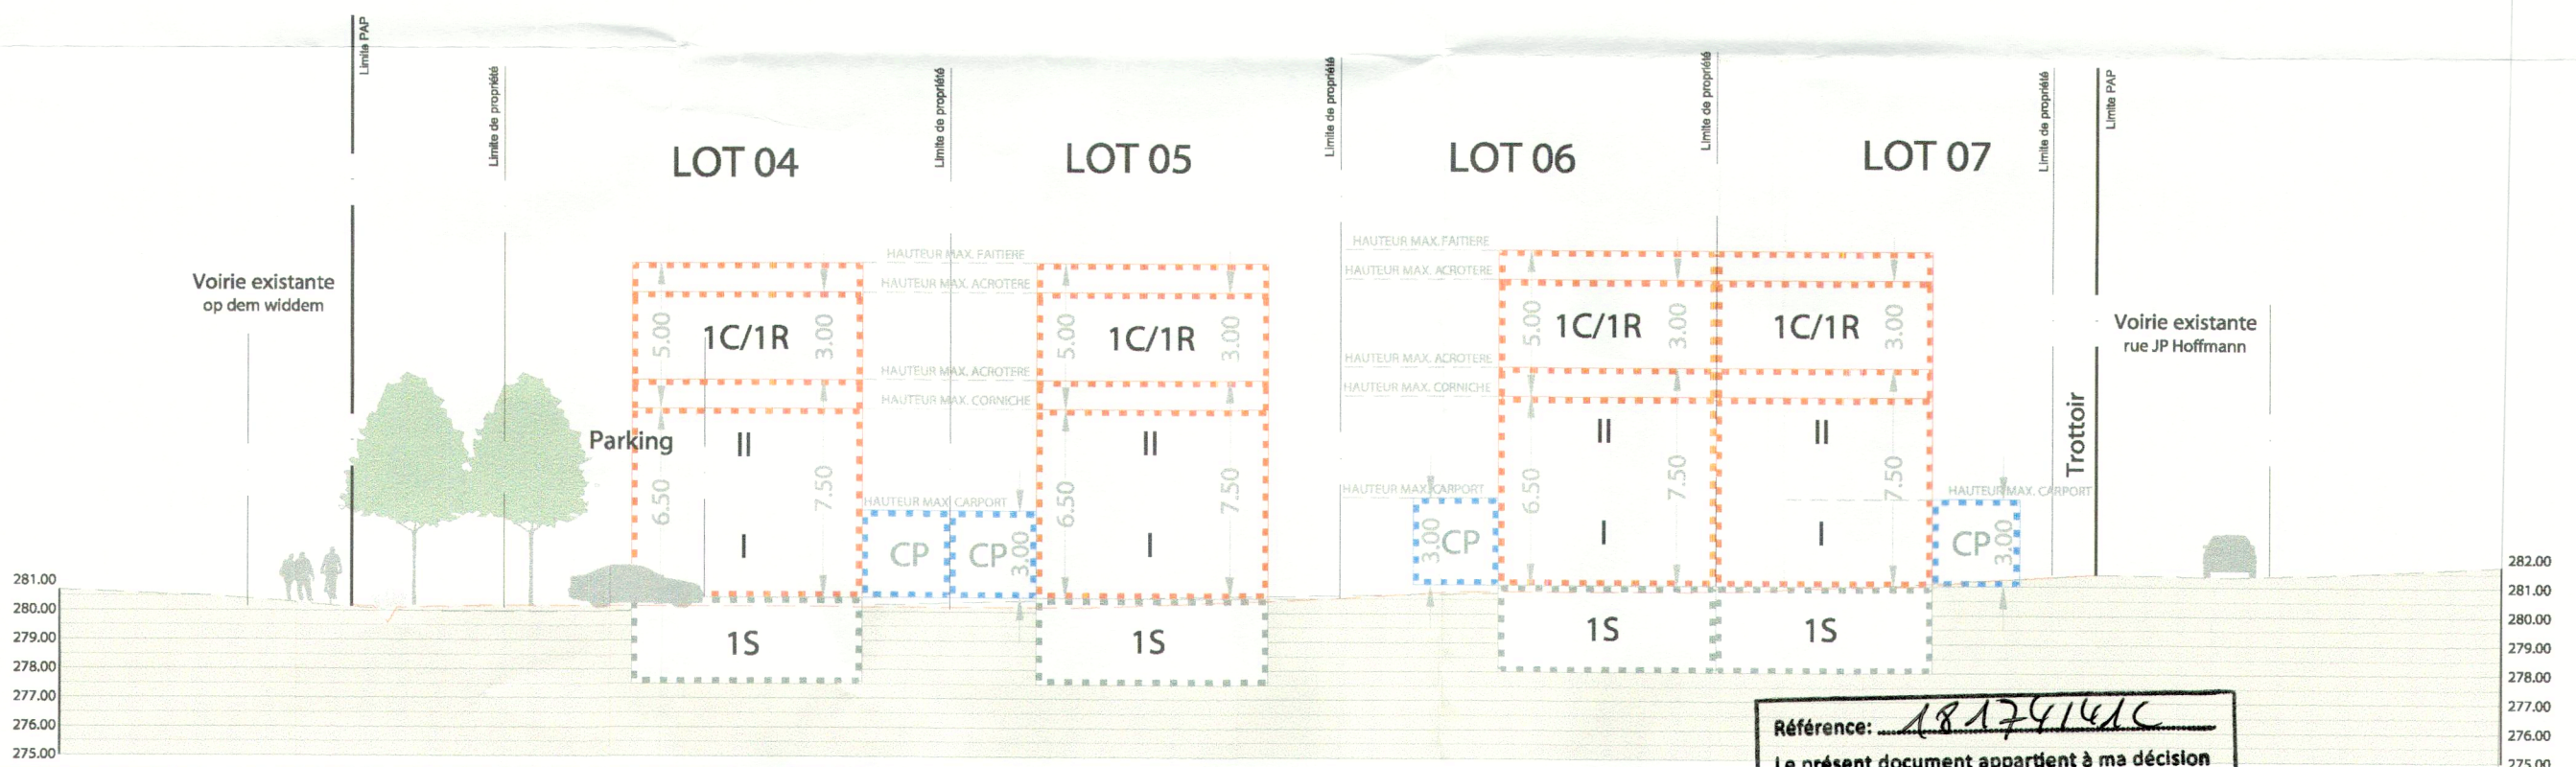 Limite PAP
Limite de propriété
Limite de propriété
Limite de propriété
Limite de propriété
Limite de propriété
Limite PAP
LOT 04
LOT 05
LOT 06
LOT 07
Voirie existante
op dem widdem
HAUTEUR MAX. FAITIERE
HAUTEUR MAX. ACROTERE
HAUTEUR MAX. ACROTERE
HAUTEUR MAX. CORNICHE
HAUTEUR MAX. CARPORT
HAUTEUR MAX. FAITIERE
HAUTEUR MAX. ACROTERE
HAUTEUR MAX. ACROTERE
HAUTEUR MAX. CORNICHE
HAUTEUR MAX. CARPORT
HAUTEUR MAX. CARPORT
5.00
1C/1R
3.00
5.00
1C/1R
3.00
5.00
1C/1R
3.00
1C/1R
3.00
Voirie existante
rue JP Hoffmann
Trottoir
Parking
II
II
II
II
6.50
7.50
6.50
7.50
6.50
7.50
7.50
I
I
I
I
CP
CP
3.00
3.00
CP
CP
3.00
1S
1S
1S
1S
281.00
280.00
279.00
278.00
277.00
276.00
275.00
282.00
281.00
280.00
279.00
278.00
277.00
276.00
275.00
Référence:
Le présent document appartient à ma décision